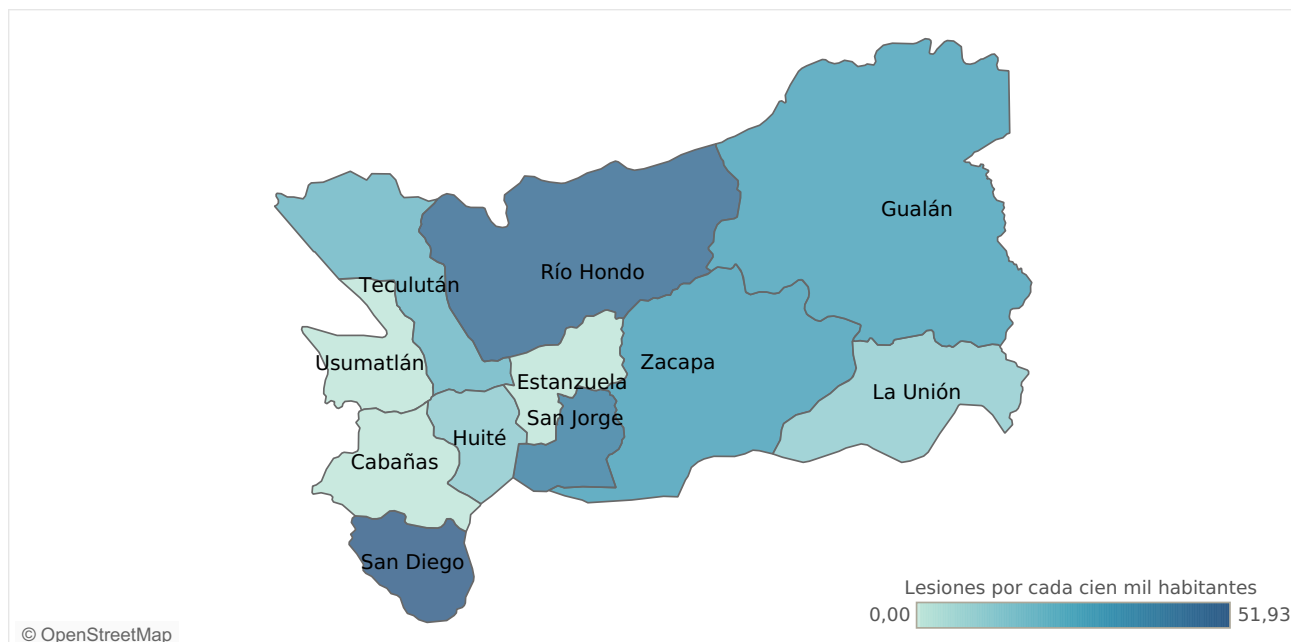 Gualán
Río Hondo
Teculután
Usumatlán
Zacapa
Estanzuela
La Unión
San Jorge
Huité
Cabañas
San Diego
Lesiones por cada cien mil habitantes
0,00 51,93
© OpenStreetMap